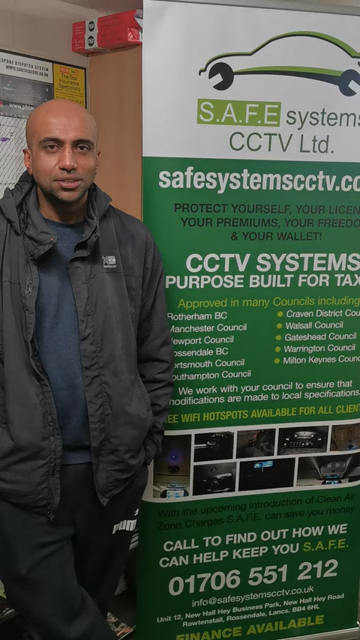 S.A.F.E systems
CCTV Ltd.
safesystemscctv.co
PROTECT YOURSELF, YOUR LICEN
YOUR PREMIUMS, YOUR FREEDO
& YOUR WALLET!
CCTV SYSTEMS
PURPOSE BUILT FOR TAX
Approved in many Councils including
Rotherham BC
Manchester Council
Newport Council
Rossendale BC
Portsmouth Council
Southampton Council
Craven District Cou
Walsall Council
Gateshead Council
Warrington Council
Milton Keynes Counc
We work with your council to ensure that
modifications are made to local specifications
EE WIFI HOTSPOTS AVAILABLE FOR ALL CLIEN
With the upcoming introduction of Clean Air
Zone Charges S.A.F.E. can save you money
CALL TO FIND OUT HOW WE
CAN HELP KEEP YOU S.A.F.E.
01706 551 212
info@safesystemscctv.co.uk
Unit 12, New Hall Hey Business Park, New Hall Hey Road
Rawtenstall, Rossendale, Lancs. BB4 6HL
FINANCE AVAILABLE